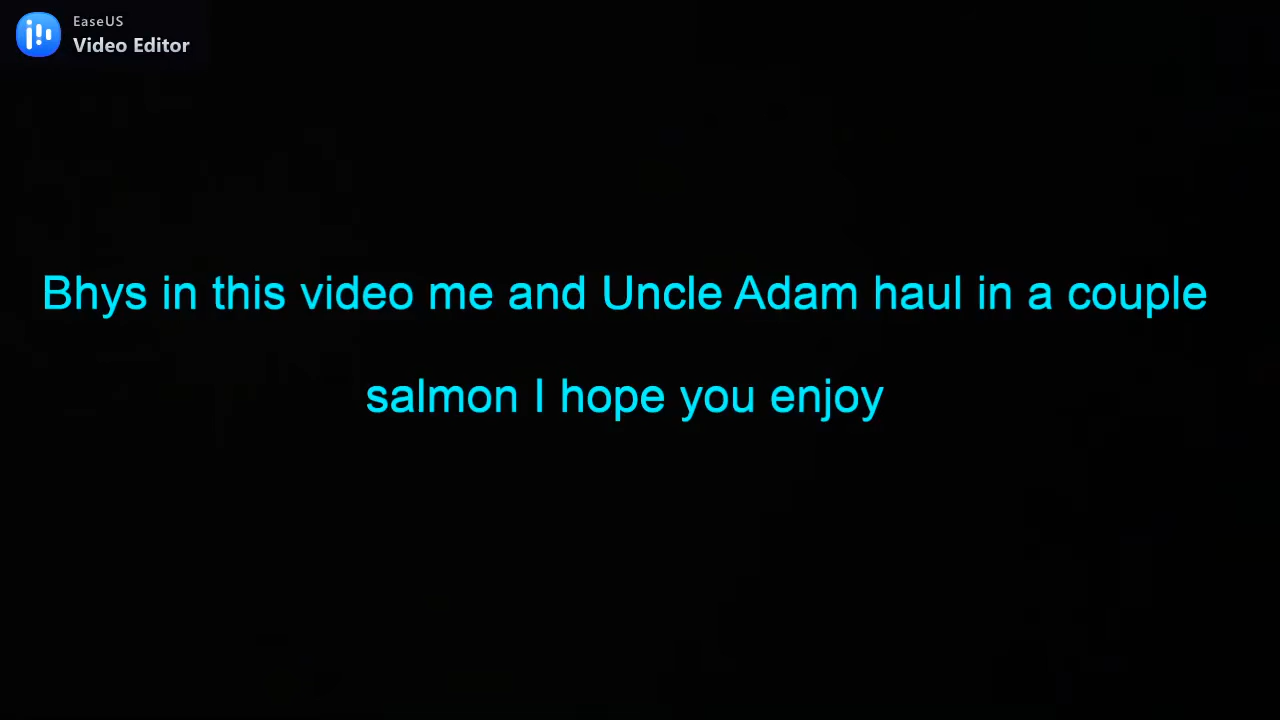 EaseUS
Video Editor
Bhys in this video me and Uncle Adam haul in a couple
salmon I hope you enjoy